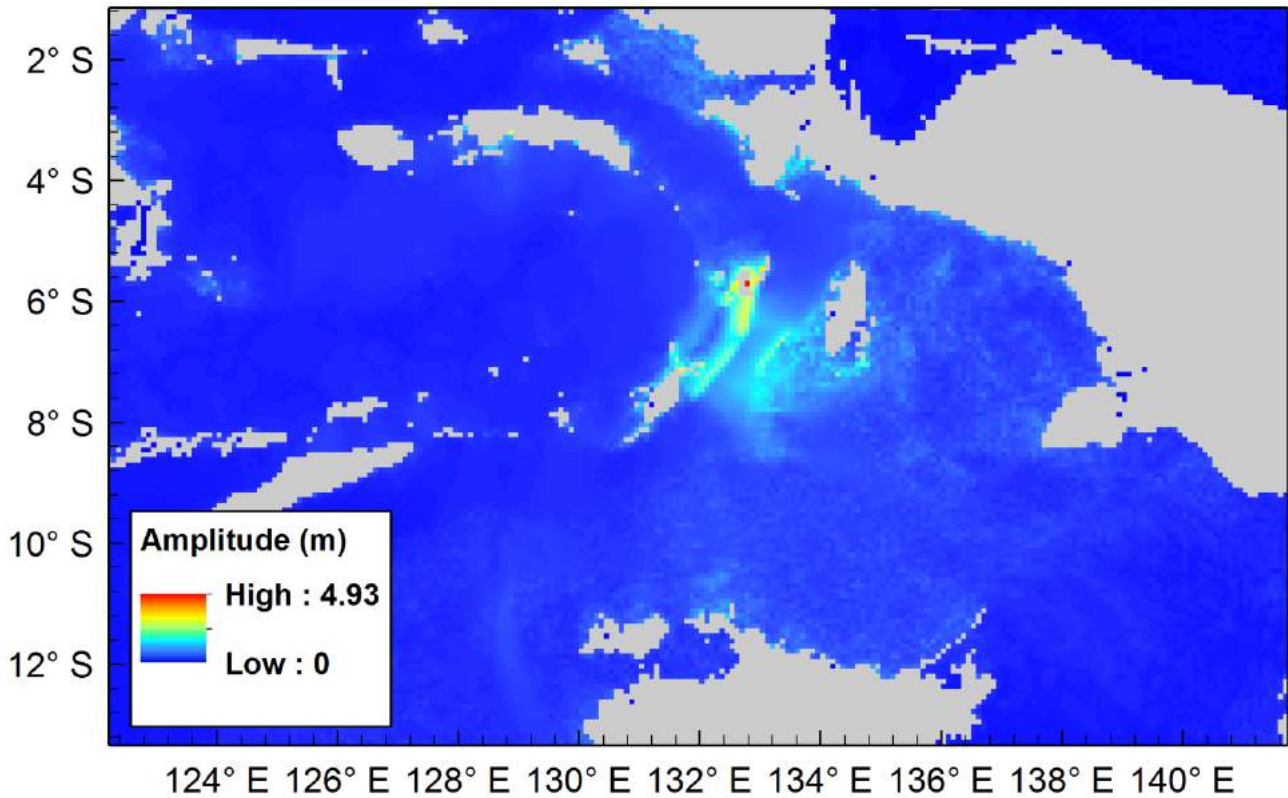 2° S
4° S
6° S
8° S
10° S
12° S
Amplitude (m)
High : 4.93
Low : 0
124° E 126° E 128° E 130° E 132° E 134° E 136° E 138° E 140° E